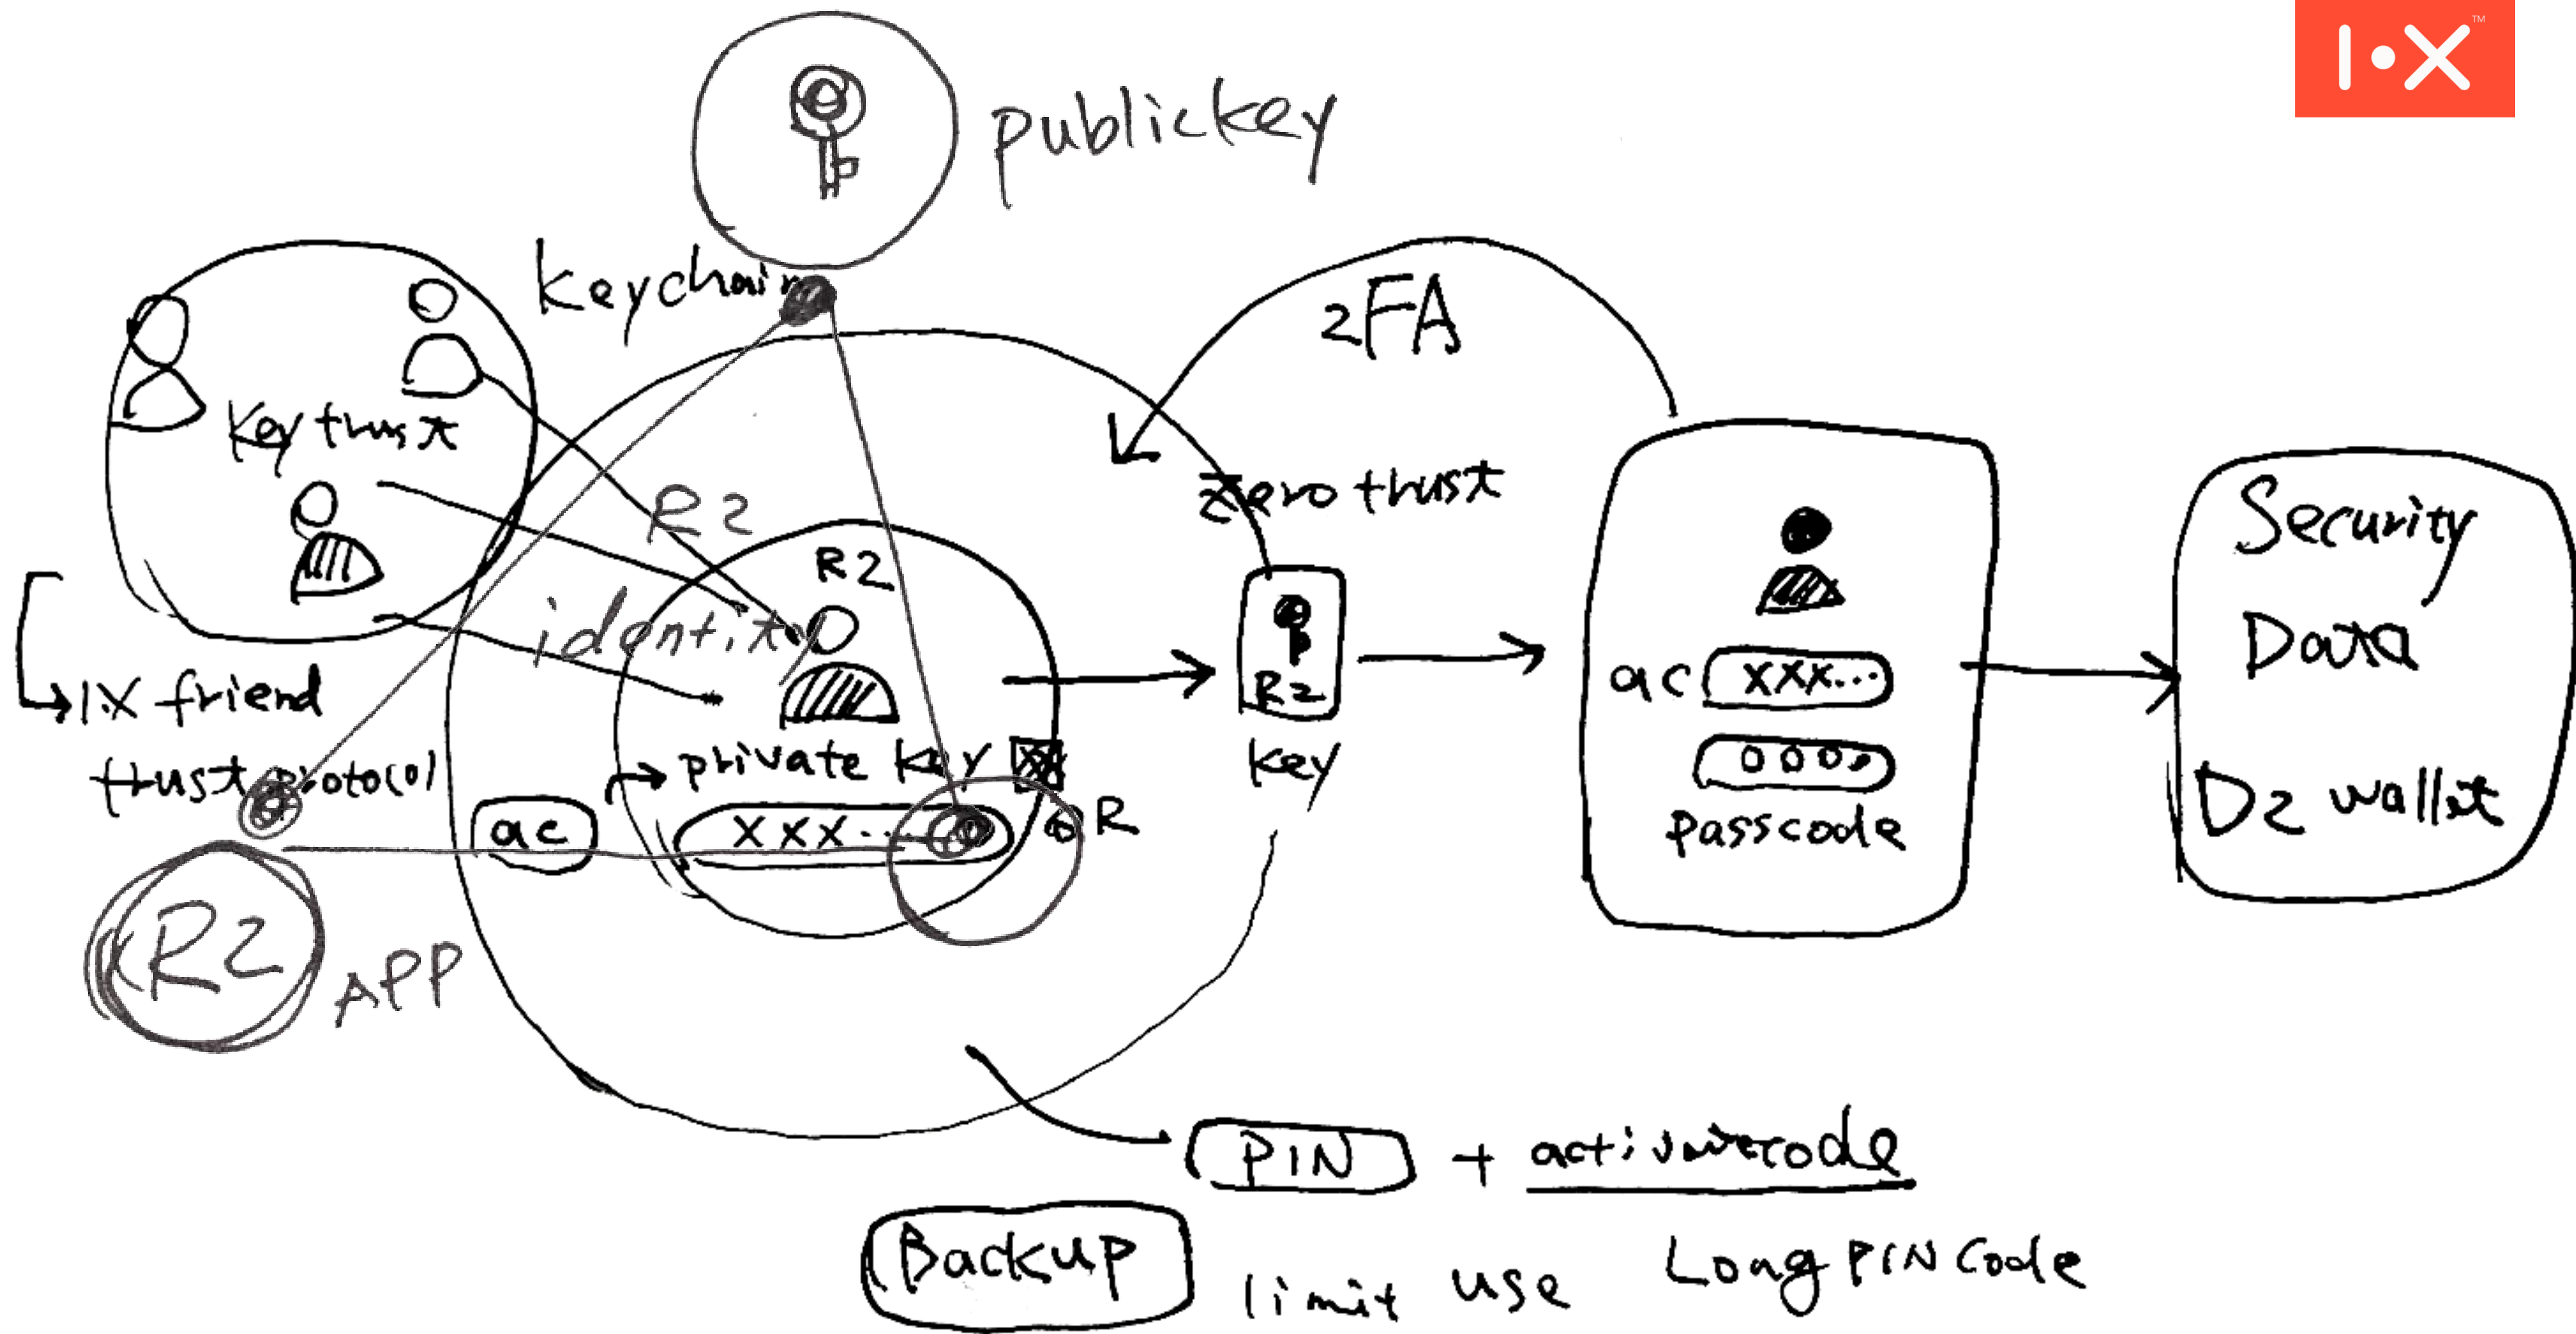 1•X™
publickey
keychain
2FA
key trust
zero trust
R2
R2
identity
Security
Data
D2 wallet
R2
key
ac xxx...
0000
passcode
1.X friend
trust protocol
private key
ac
xxx..
R
R2
APP
PIN + activatecode
Backup
limit use
Long PIN Code